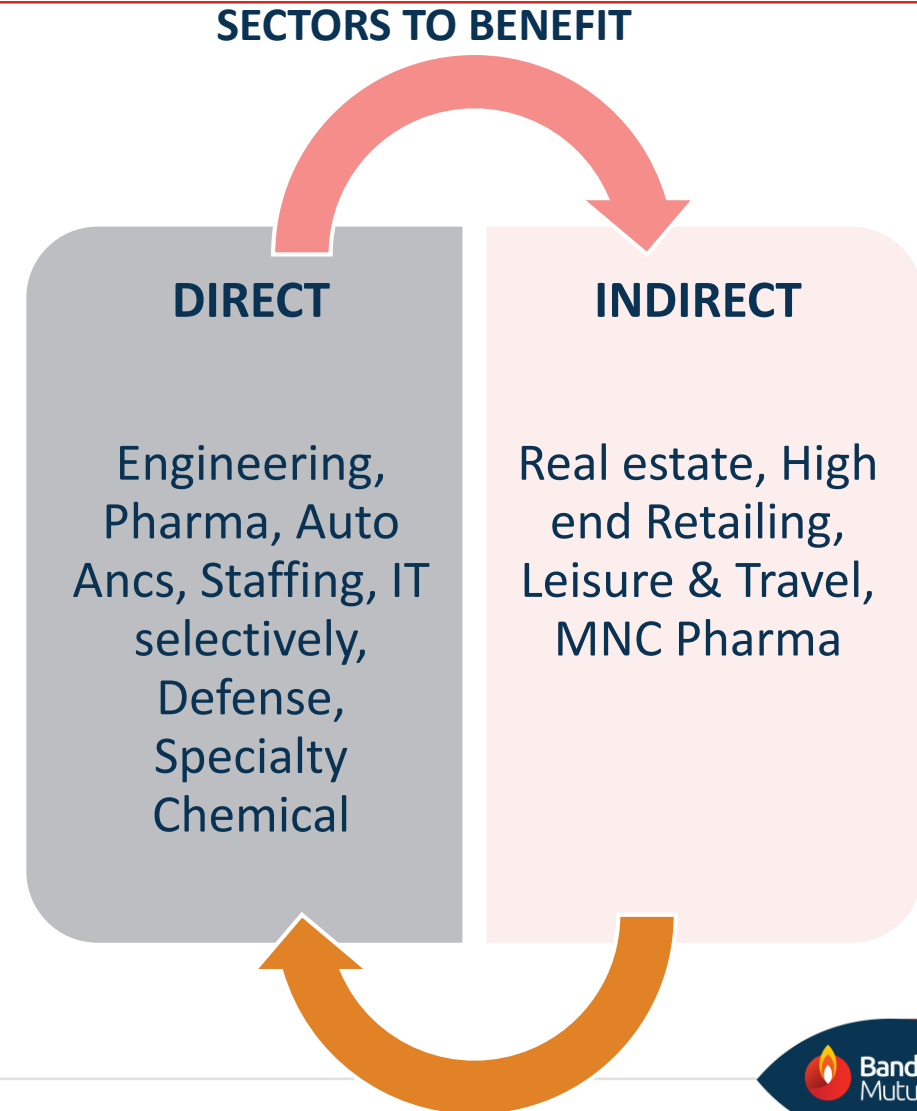 SECTORS TO BENEFIT
DIRECT
Engineering,
Pharma, Auto
Ancs, Staffing, IT
selectively,
Defense,
Specialty
Chemical
INDIRECT
Real estate, High
end Retailing,
Leisure & Travel,
MNC Pharma